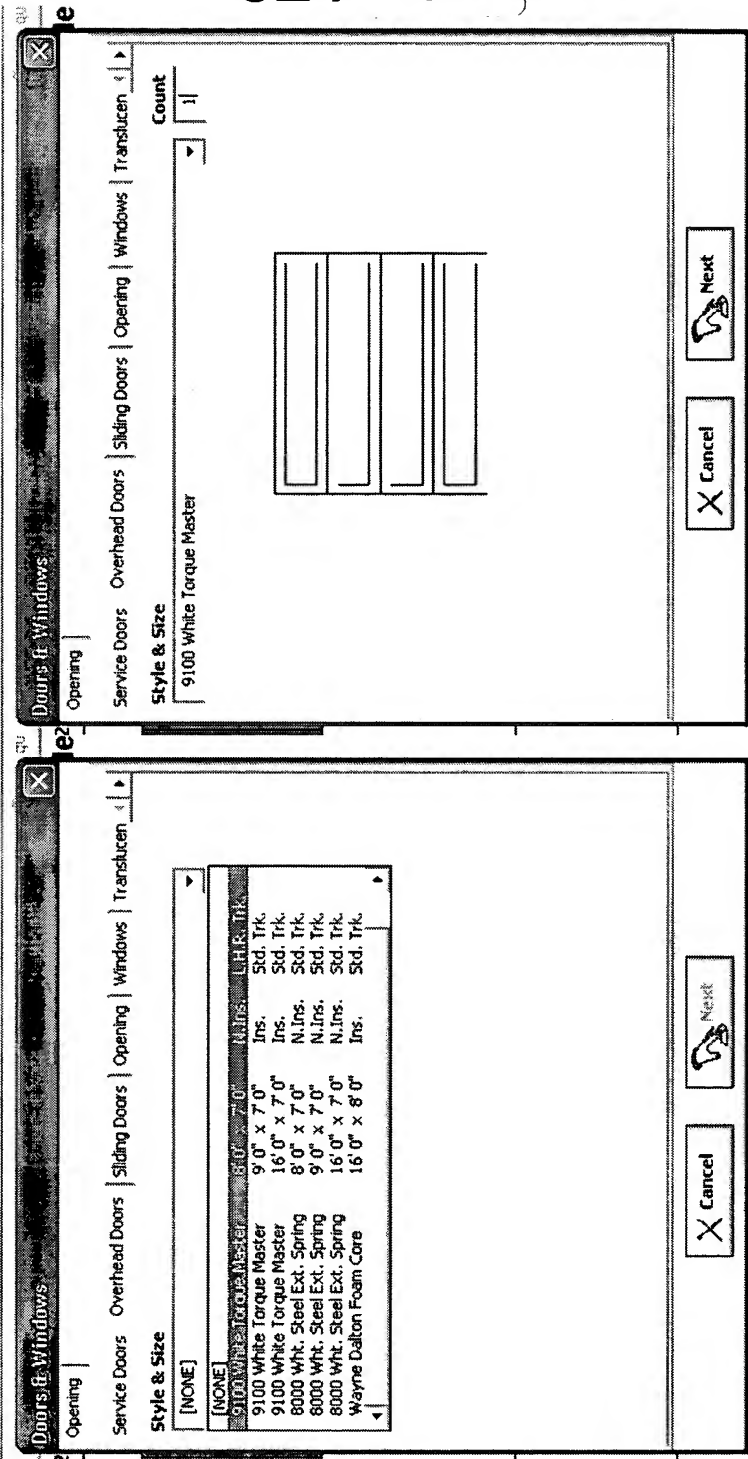 Doors & Windows
Opening
Service Doors Overhead Doors Sliding Doors Opening Windows Translucen
Style & Size
[NONE]
[NONE]
9100 White Torque Master 8'0" x 7'0" N.Ins. L.H.R. Trk.
9100 White Torque Master 9'0" x 7'0" Ins. Std. Trk.
9100 White Torque Master 16'0" x 7'0" Ins. Std. Trk.
8000 Wht. Steel Ext. Spring 8'0" x 7'0" N.Ins. Std. Trk.
8000 Wht. Steel Ext. Spring 9'0" x 7'0" N.Ins. Std. Trk.
8000 Wht. Steel Ext. Spring 16'0" x 7'0" N.Ins. Std. Trk.
Wayne Dalton Foam Core 16'0" x 8'0" Ins. Std. Trk.
Cancel Next
qu
Doors & Windows
Opening
Service Doors Overhead Doors Sliding Doors Opening Windows Translucen
Style & Size Count
9100 White Torque Master 1
Cancel Next
qu